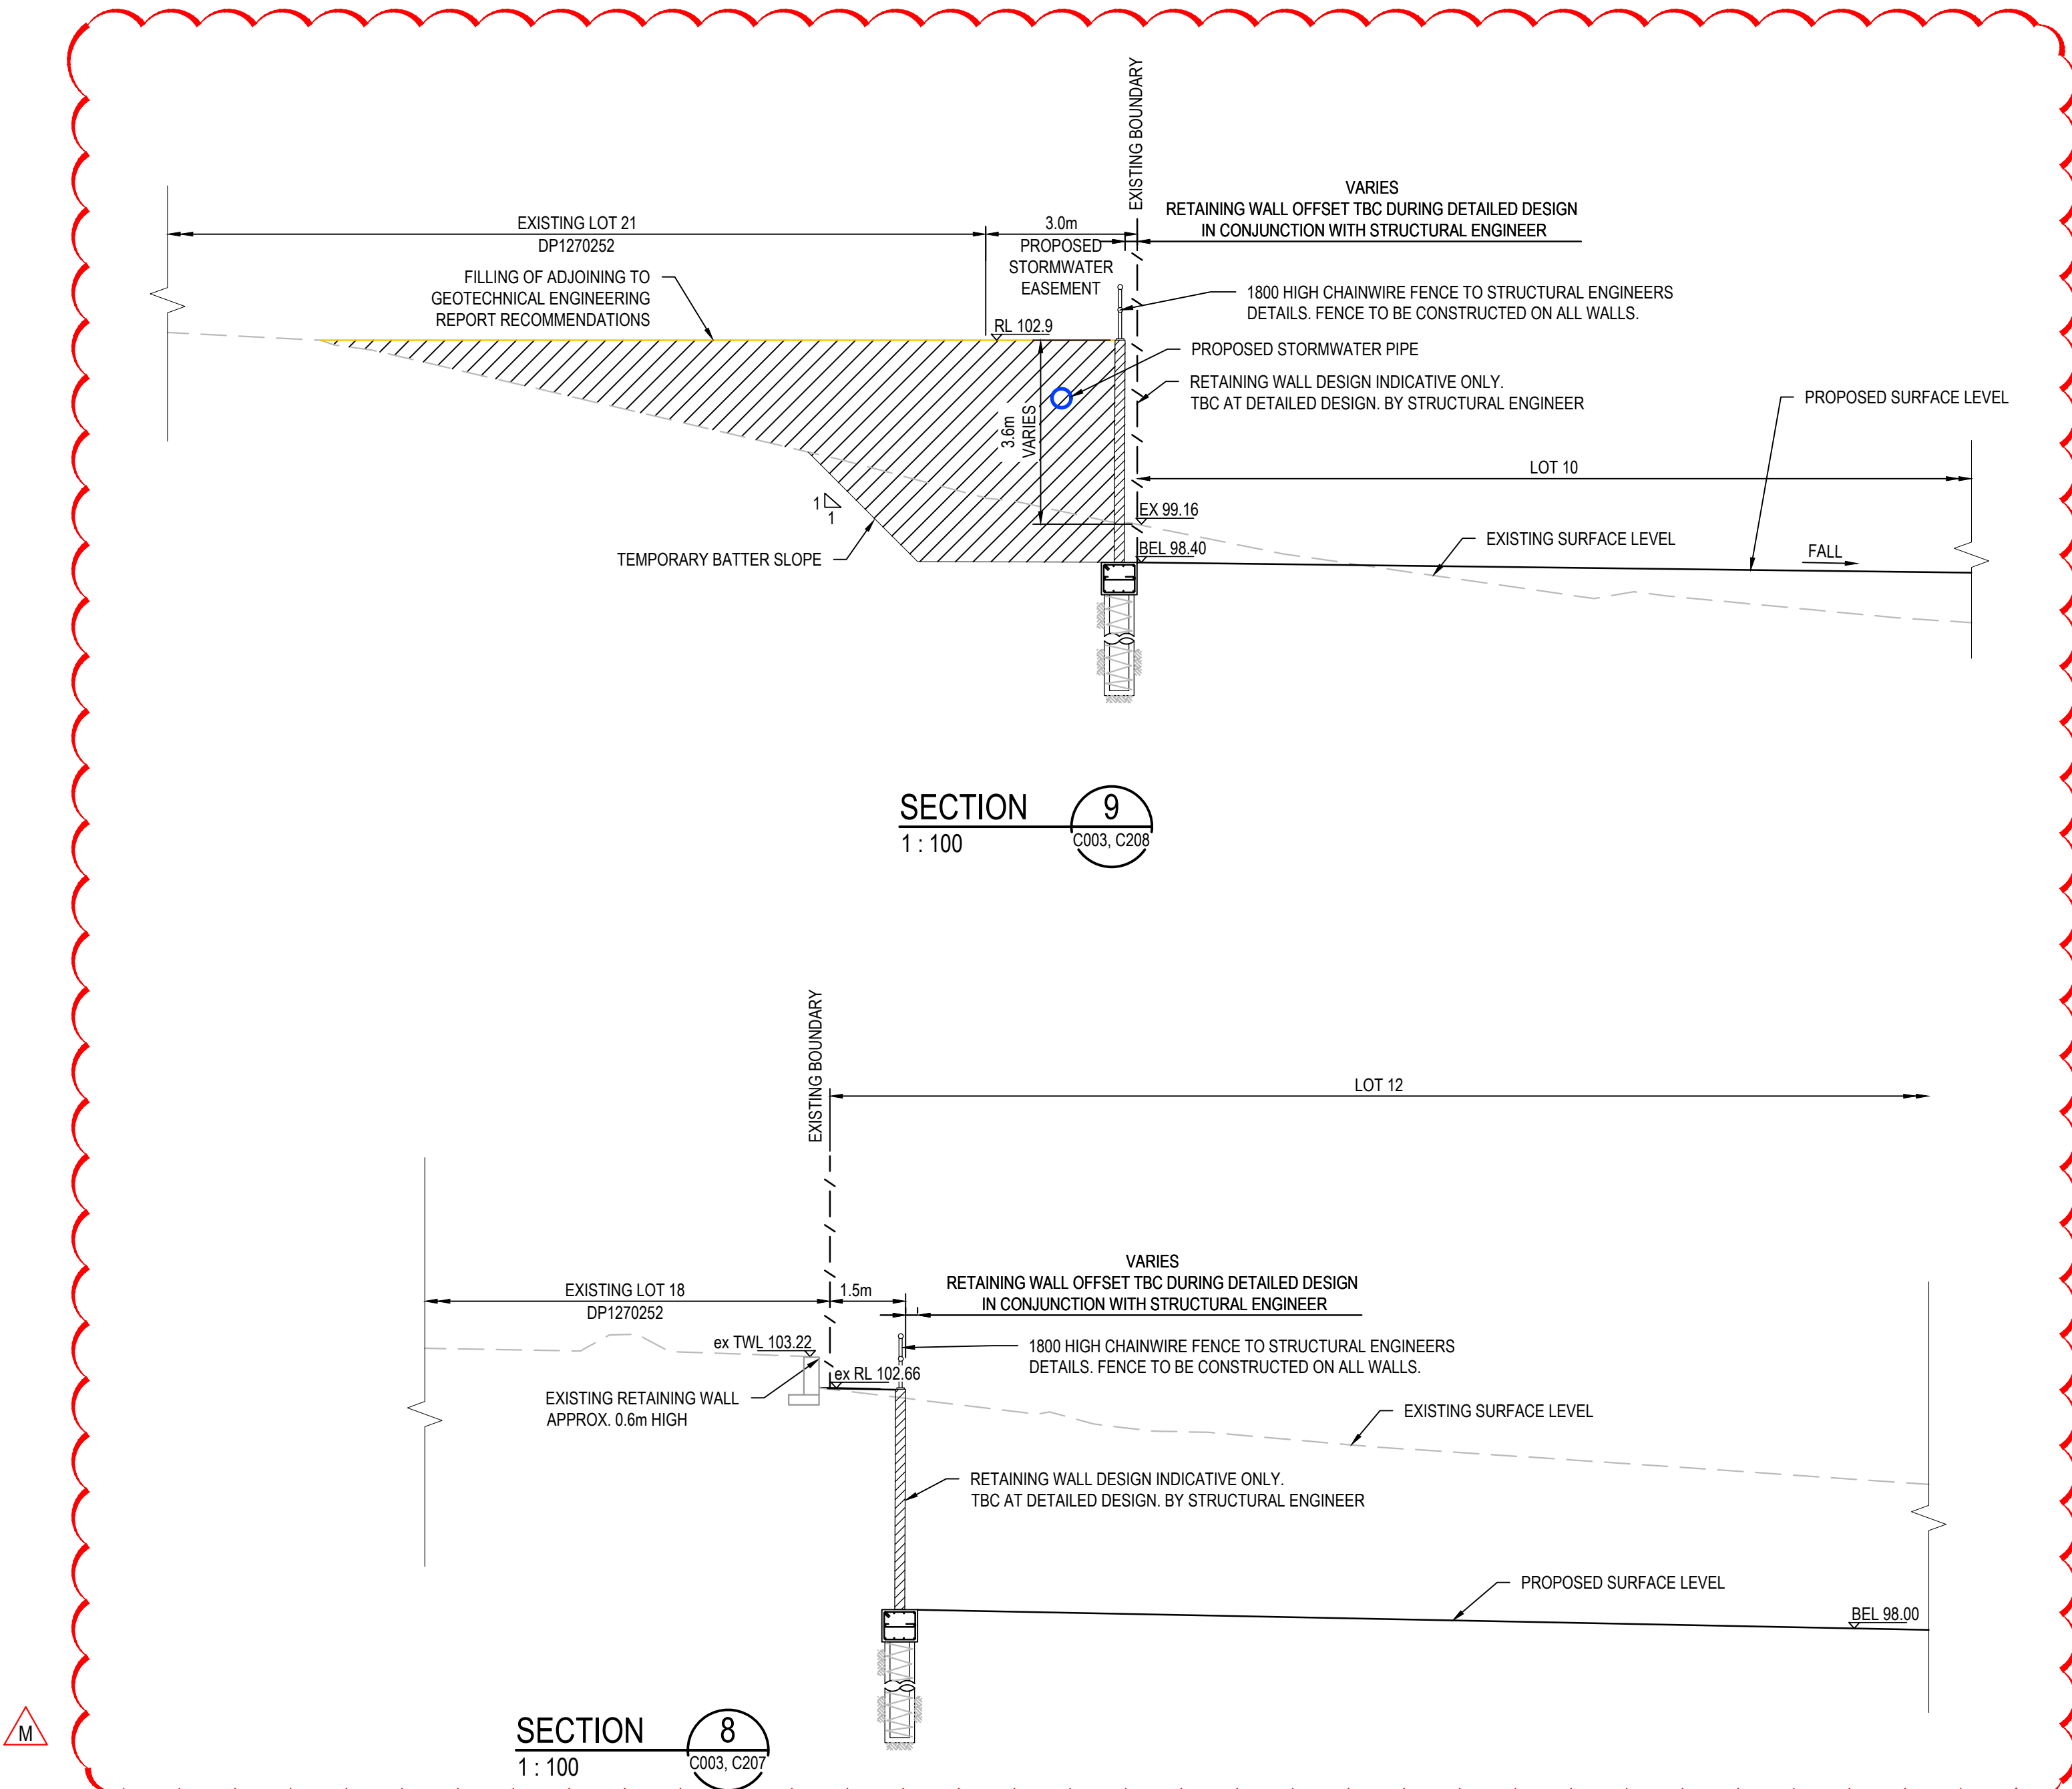 EXISTING BOUNDARY
VARIES
RETAINING WALL OFFSET TBC DURING DETAILED DESIGN
IN CONJUNCTION WITH STRUCTURAL ENGINEER
EXISTING LOT 21
DP1270252
3.0m
PROPOSED
STORMWATER
EASEMENT
FILLING OF ADJOINING TO
GEOTECHNICAL ENGINEERING
REPORT RECOMMENDATIONS
1800 HIGH CHAINWIRE FENCE TO STRUCTURAL ENGINEERS
DETAILS. FENCE TO BE CONSTRUCTED ON ALL WALLS.
RL 102.9
PROPOSED STORMWATER PIPE
RETAINING WALL DESIGN INDICATIVE ONLY.
TBC AT DETAILED DESIGN. BY STRUCTURAL ENGINEER
PROPOSED SURFACE LEVEL
3.6m
VARIES
LOT 10
1
1
EX 99.16
BEL 98.40
EXISTING SURFACE LEVEL
FALL
TEMPORARY BATTER SLOPE
SECTION
1 : 100
9
C003, C208
EXISTING BOUNDARY
LOT 12
VARIES
RETAINING WALL OFFSET TBC DURING DETAILED DESIGN
IN CONJUNCTION WITH STRUCTURAL ENGINEER
EXISTING LOT 18
DP1270252
1.5m
ex TWL 103.22
1800 HIGH CHAINWIRE FENCE TO STRUCTURAL ENGINEERS
DETAILS. FENCE TO BE CONSTRUCTED ON ALL WALLS.
ex RL 102.66
EXISTING RETAINING WALL
APPROX. 0.6m HIGH
EXISTING SURFACE LEVEL
RETAINING WALL DESIGN INDICATIVE ONLY.
TBC AT DETAILED DESIGN. BY STRUCTURAL ENGINEER
PROPOSED SURFACE LEVEL
BEL 98.00
M
SECTION
1 : 100
8
C003, C207